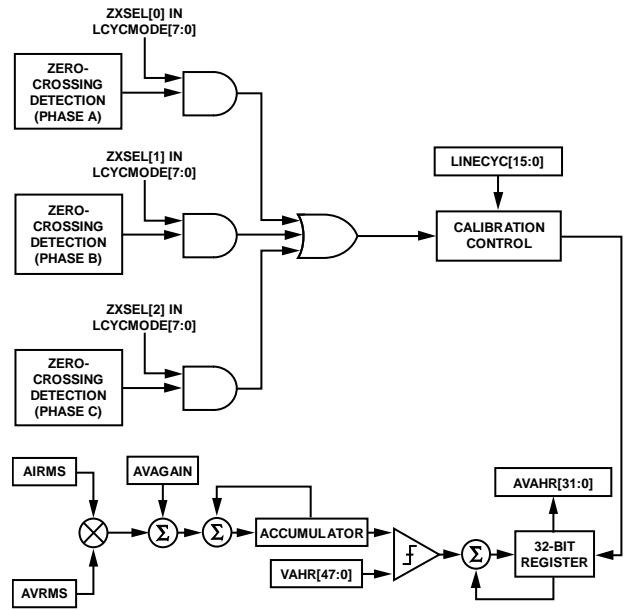 ZXSEL[0] IN
LCYCMODE[7:0]
ZERO-
CROSSING
DETECTION
(PHASE A)
ZXSEL[1] IN
LCYCMODE[7:0]
ZERO-
CROSSING
DETECTION
(PHASE B)
LINECYC[15:0]
CALIBRATION
CONTROL
ZXSEL[2] IN
LCYCMODE[7:0]
ZERO-
CROSSING
DETECTION
(PHASE C)
AIRMS
AVAGAIN
AVAHR[31:0]
Σ
Σ
ACCUMULATOR
Σ
32-BIT
REGISTER
AVRMS
VAHR[47:0]